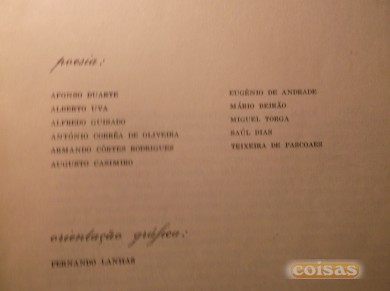 poesia:
AFONSO DUARTE
ALBERTO UVA
ALFREDO GUISADO
ANTÓNIO CORRÊA DE OLIVEIRA
ARMANDO CÔRTES RODRIGUES
AUGUSTO CASIMIRO
EUGÉNIO DE ANDRADE
MÁRIO BEIRÃO
MIGUEL TORGA
SAÚL DIAS
TEIXEIRA DE PASCOAES
orientação gráfica:
FERNANDO LANHAS
coisas